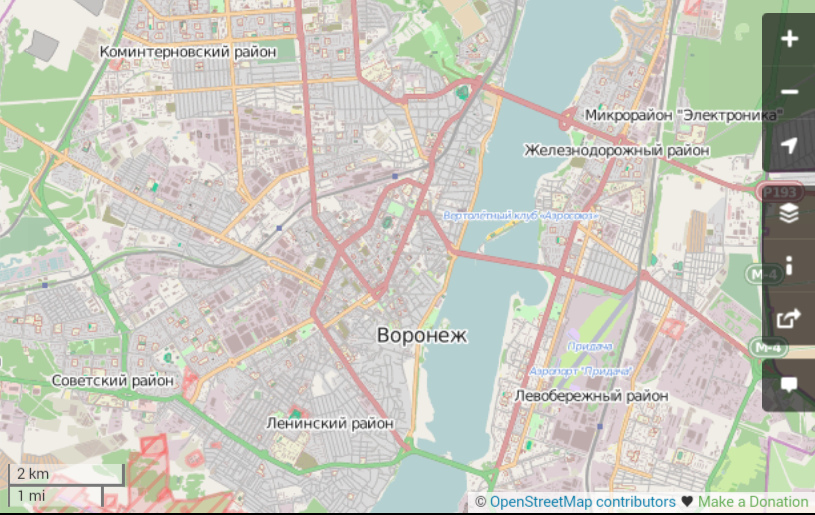 Коминтерновский район
Микрорайон "Электроника"
Железнодорожный район
Р193
Вертолётный клуб «Аэросоюз»
М-4
Воронеж
Придача
М-4
Аэропорт "Придача"
Советский район
Левобережный район
Ленинский район
2 km
1 mi
© OpenStreetMap contributors ♥ Make a Donation